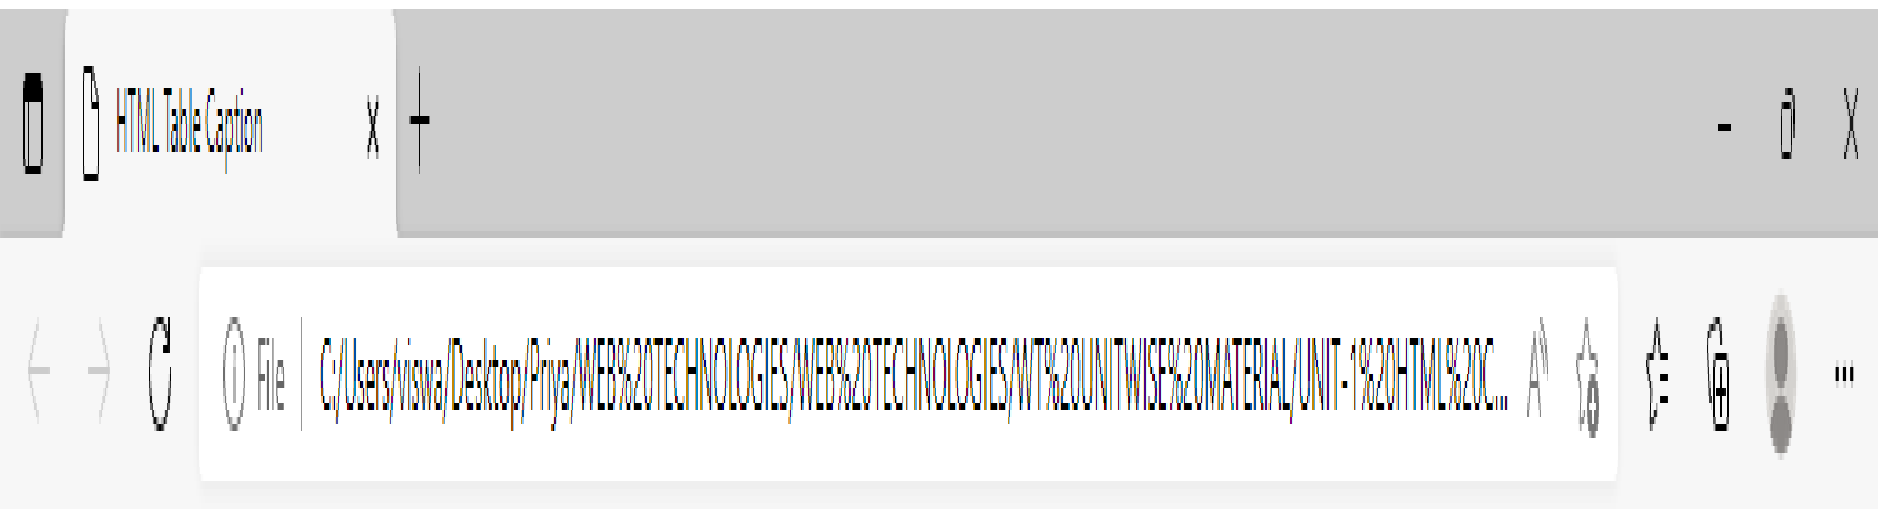 HTML Table Caption
File C:/Users/viswa/Desktop/Priya/WEB%20TECHNOLOGIES/WEB%20TECHNOLOGIES/WT%20UNITWISE%20MATERIAL/UNIT-1%20HTML%20C...